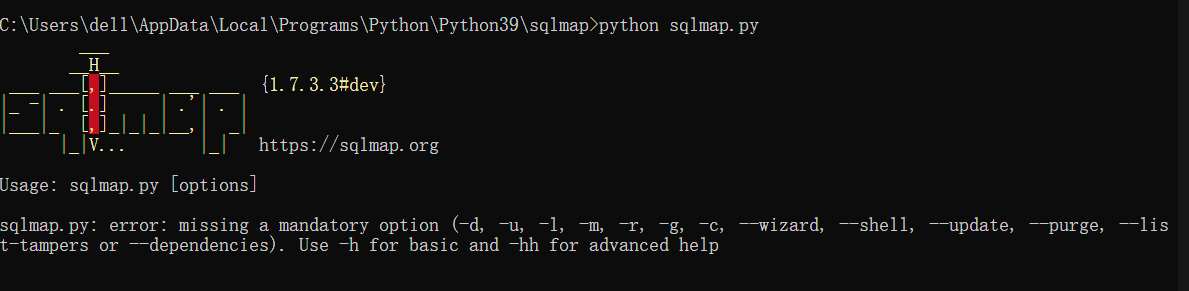 C:\Users\dell\AppData\Local\Programs\Python\Python39\sqlmap>python sqlmap.py
        ___
       __H__
 ___ ___[,]_____ ___ ___  {1.7.3.3#dev}
|_ -| . [.]     | .'| . |
|___|_  [,]_|_|_|__,|  _|
      |_|V...       |_|   https://sqlmap.org
Usage: sqlmap.py [options]
sqlmap.py: error: missing a mandatory option (-d, -u, -l, -m, -r, -g, -c, --wizard, --shell, --update, --purge, --lis
t-tampers or --dependencies). Use -h for basic and -hh for advanced help